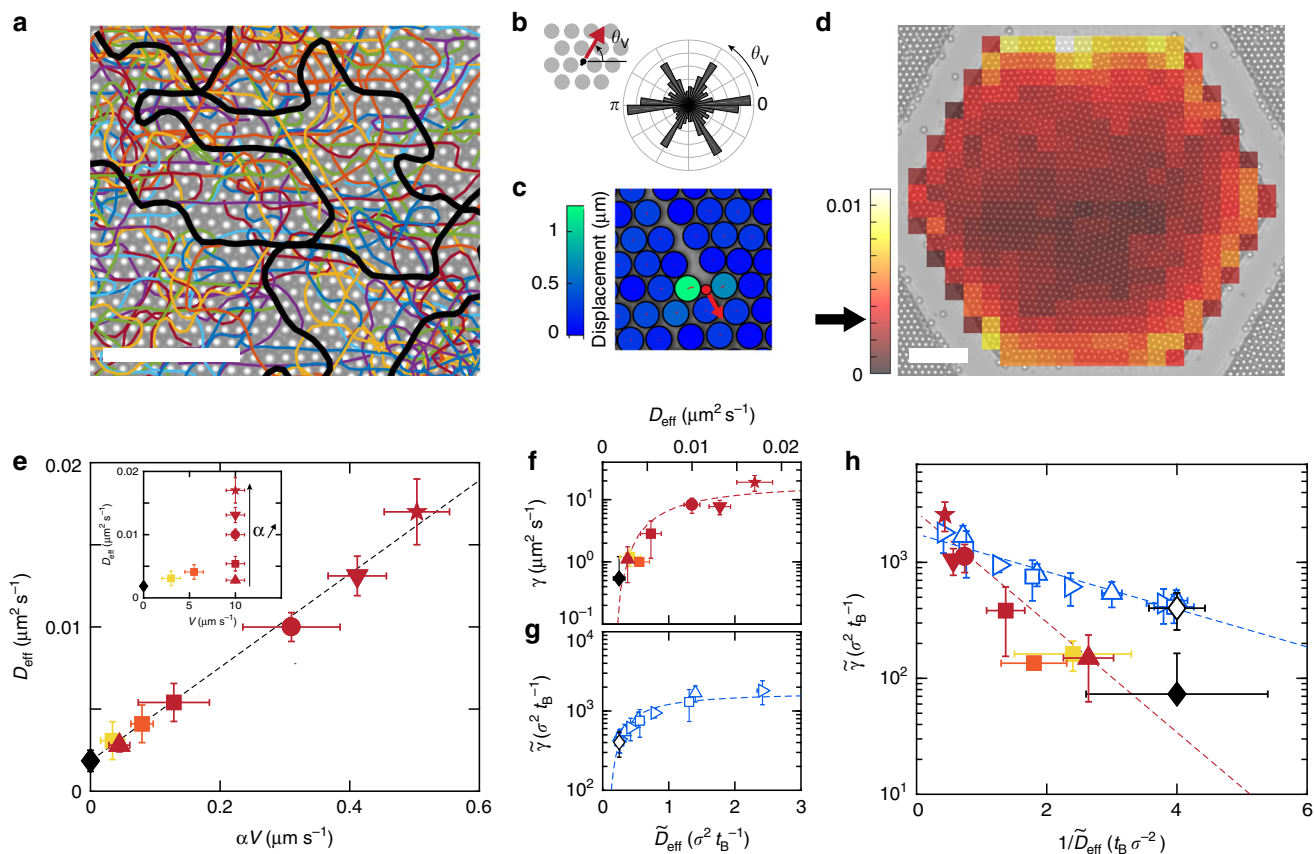 a
b
θV
θV
π
0
c
Displacement (μm)
1
0.5
0
d
0.01
0
e
Deff (μm² s⁻¹)
0.02
0.01
0
0
0.2
0.4
0.6
αV (μm s⁻¹)
Deff (μm² s⁻¹)
0.02
0.01
0
0
5
10
V (μm s⁻¹)
α
f
Deff (μm² s⁻¹)
0
0.01
0.02
γ (μm² s⁻¹)
10¹
10⁰
10⁻¹
g
γ̃ (σ² tB⁻¹)
10⁴
10³
10²
0
1
2
3
D̃eff (σ² tB⁻¹)
h
γ̃ (σ² tB⁻¹)
10³
10²
10¹
0
2
4
6
1/D̃eff (tB σ⁻²)